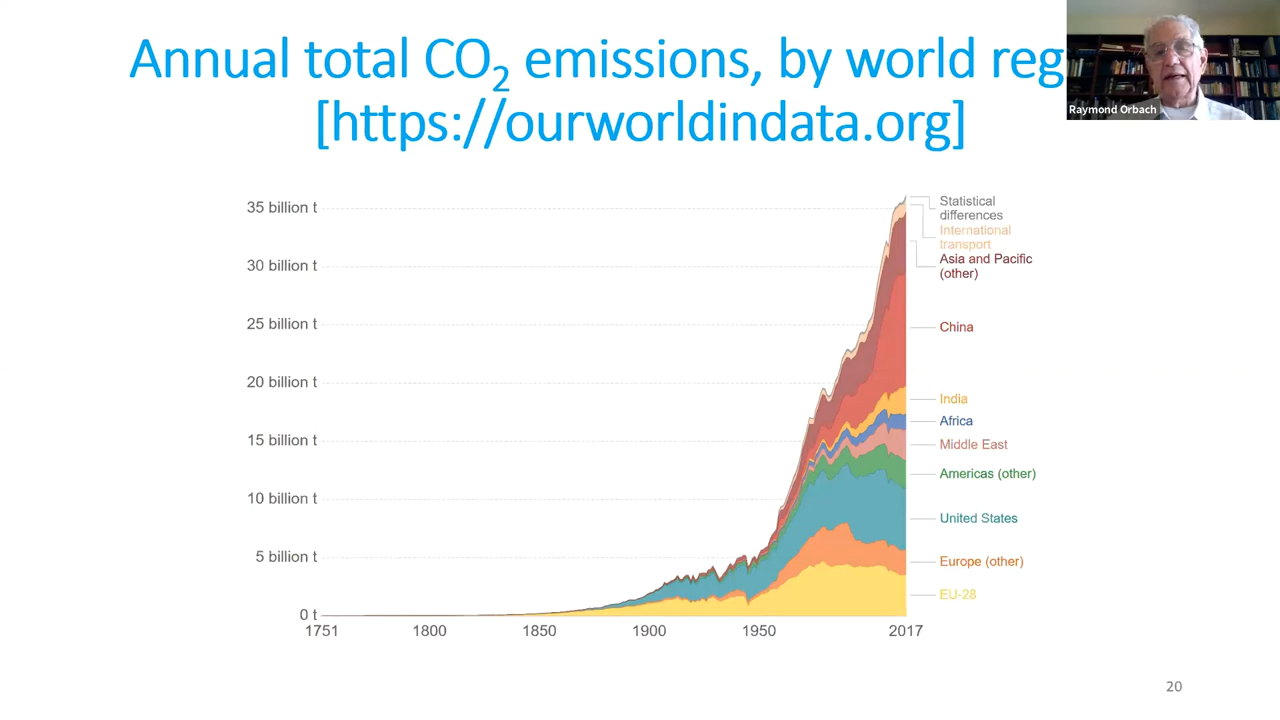 Annual total CO₂ emissions, by world reg
[https://ourworldindata.org]
Raymond Orbach
35 billion t
30 billion t
25 billion t
20 billion t
15 billion t
10 billion t
5 billion t
0 t
1751
1800
1850
1900
1950
2017
Statistical
differences
International
transport
Asia and Pacific
(other)
China
India
Africa
Middle East
Americas (other)
United States
Europe (other)
EU-28
20